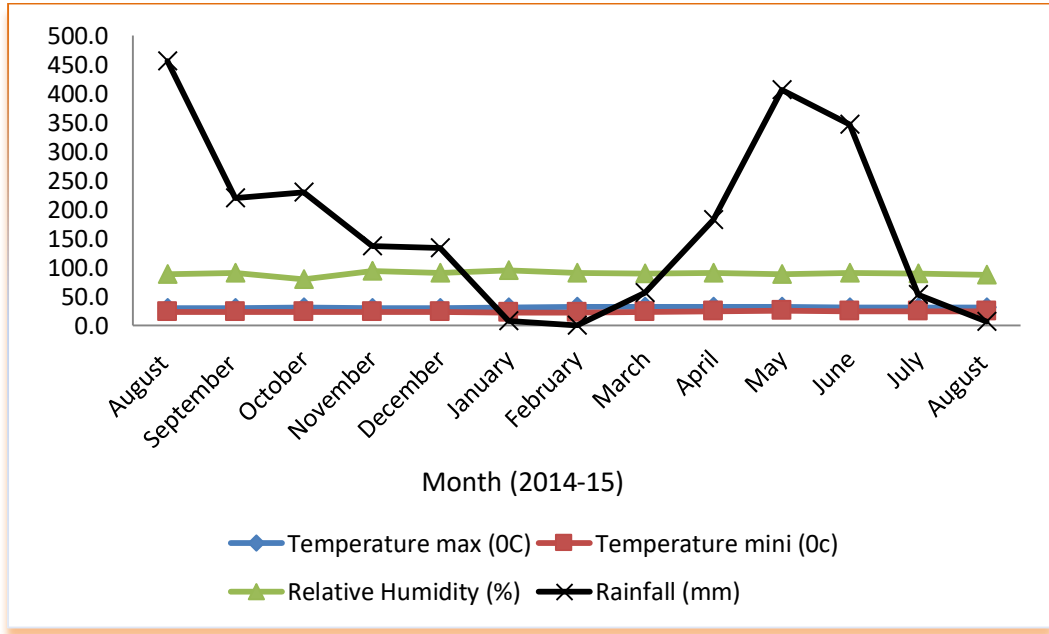 500.0
450.0
400.0
350.0
300.0
250.0
200.0
150.0
100.0
50.0
0.0
August
September
October
November
December
January
February
March
April
May
June
July
August
Month (2014-15)
Temperature max (0C)
Temperature mini (0c)
Relative Humidity (%)
Rainfall (mm)